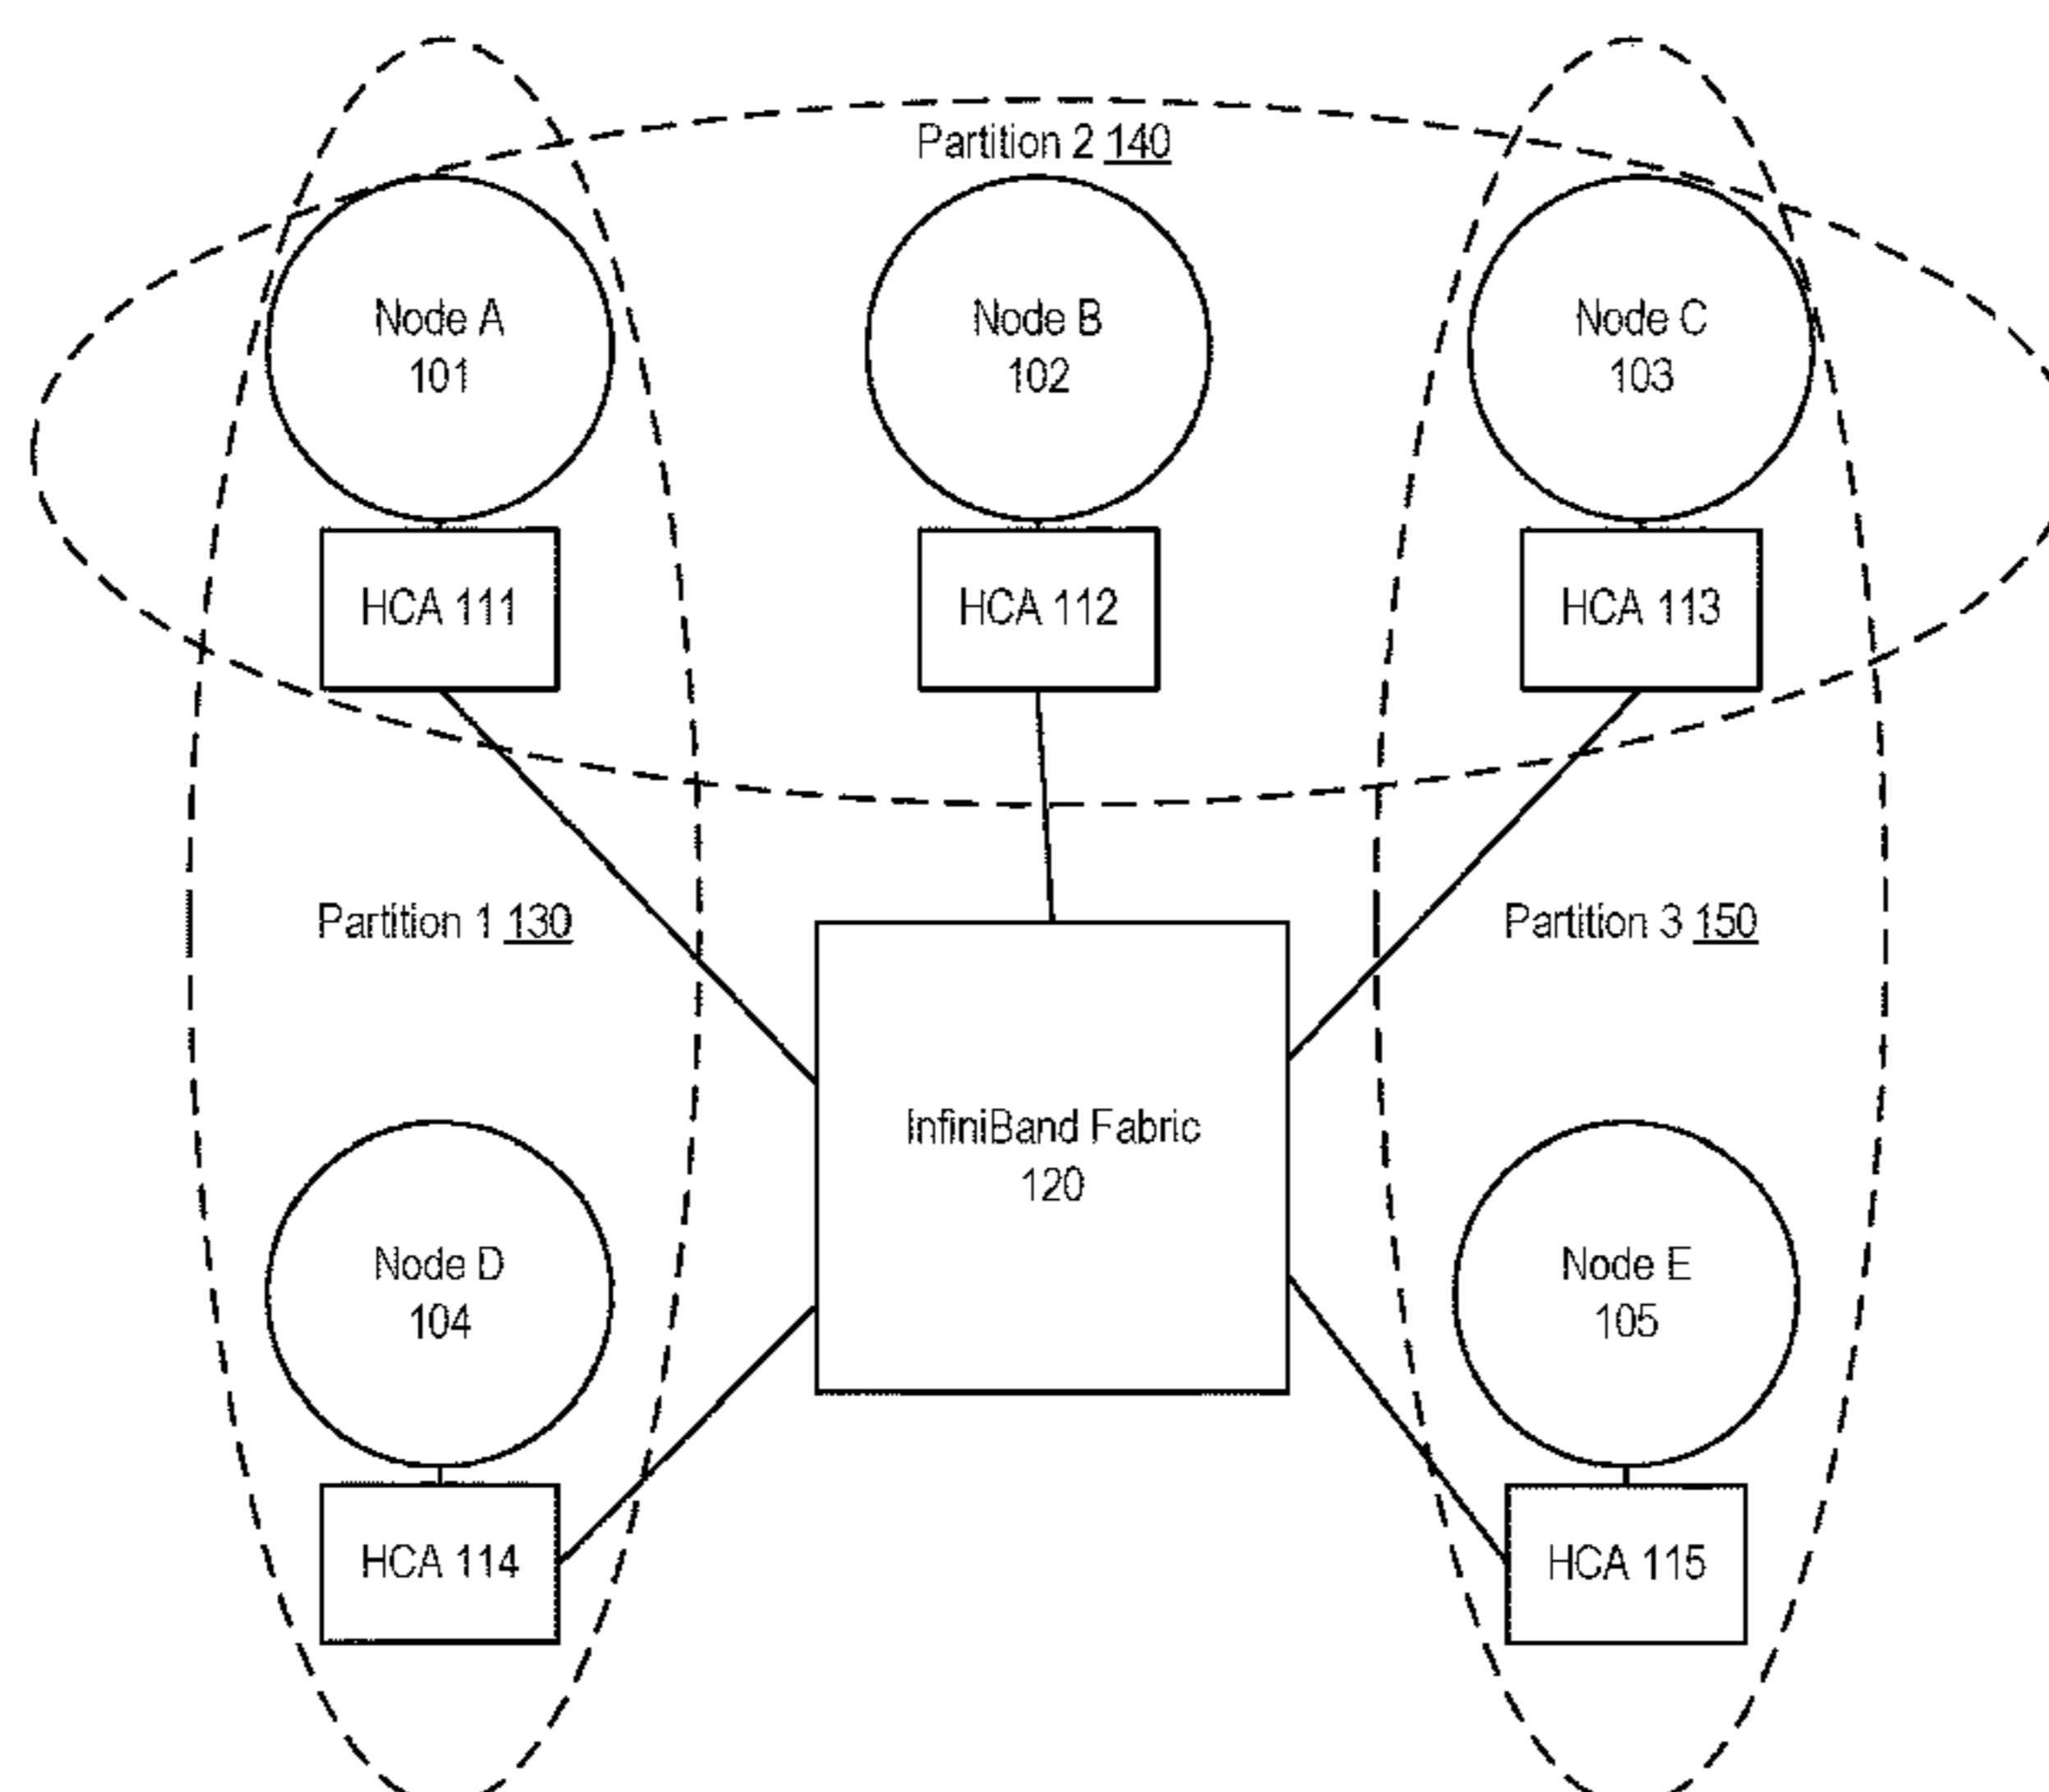 Partition 2 140
Node A
101
Node B
102
Node C
103
HCA 111
HCA 112
HCA 113
Partition 1 130
Partition 3 150
InfiniBand Fabric
120
Node D
104
Node E
105
HCA 114
HCA 115